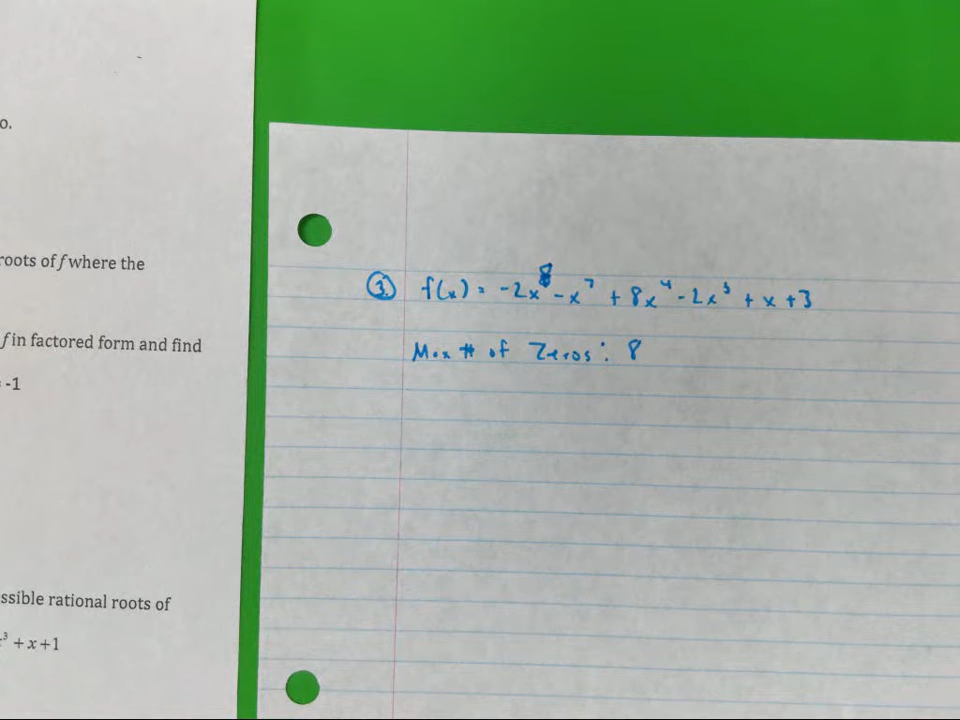 o.
roots of f where the
f in factored form and find
= -1
ssible rational roots of
x³ + x + 1
③ f(x) = -2x⁸ - x⁷ + 8x⁴ - 2x³ + x + 3
Max # of Zeros: 8